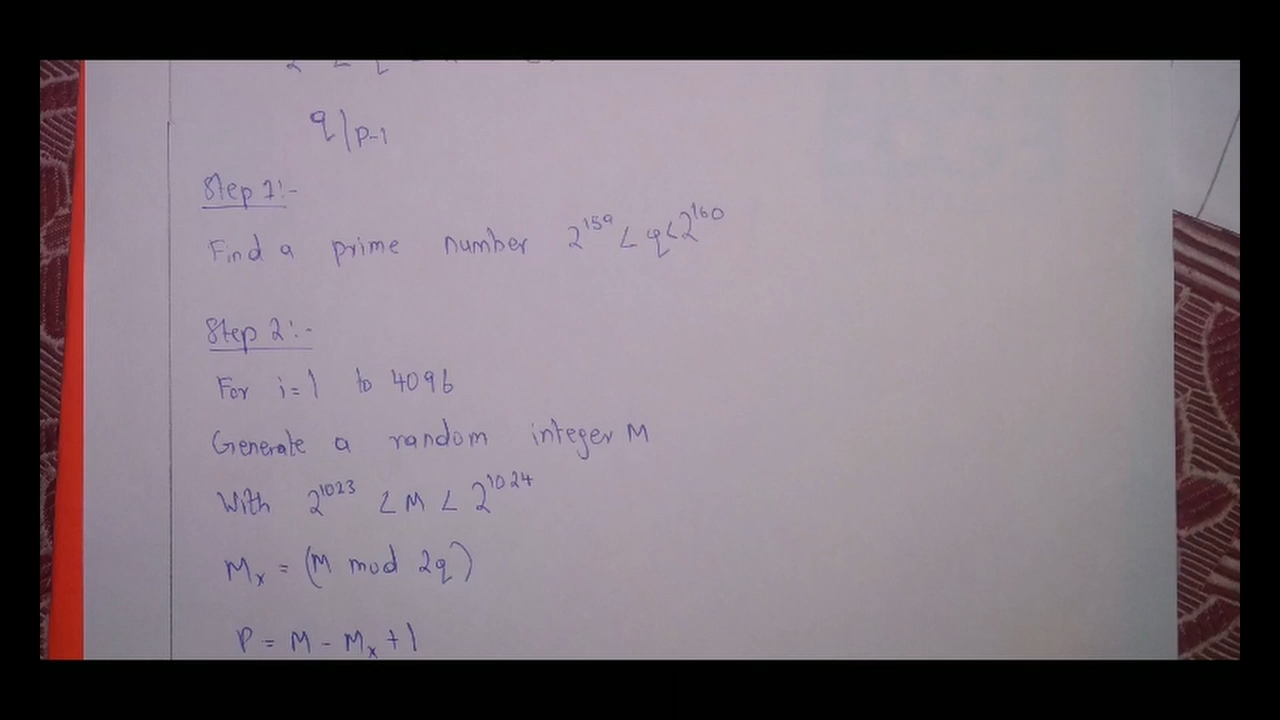 q|p-1
Step 1:-
Find a prime number 2^159 < q < 2^160
Step 2:-
For i=1 to 4096
Generate a random integer M
With 2^1023 < M < 2^1024
Mx = (M mod 2q)
P = M - Mx + 1